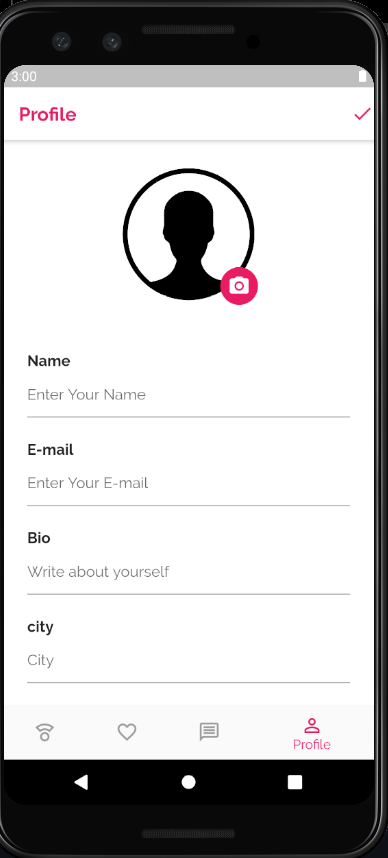 3:00
Profile
Name
Enter Your Name
E-mail
Enter Your E-mail
Bio
Write about yourself
city
City
Profile